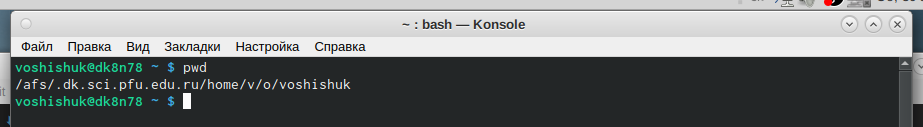 ~ : bash — Konsole
Файл Правка Вид Закладки Настройка Справка
voshishuk@dk8n78 ~ $ pwd
/afs/.dk.sci.pfu.edu.ru/home/v/o/voshishuk
voshishuk@dk8n78 ~ $